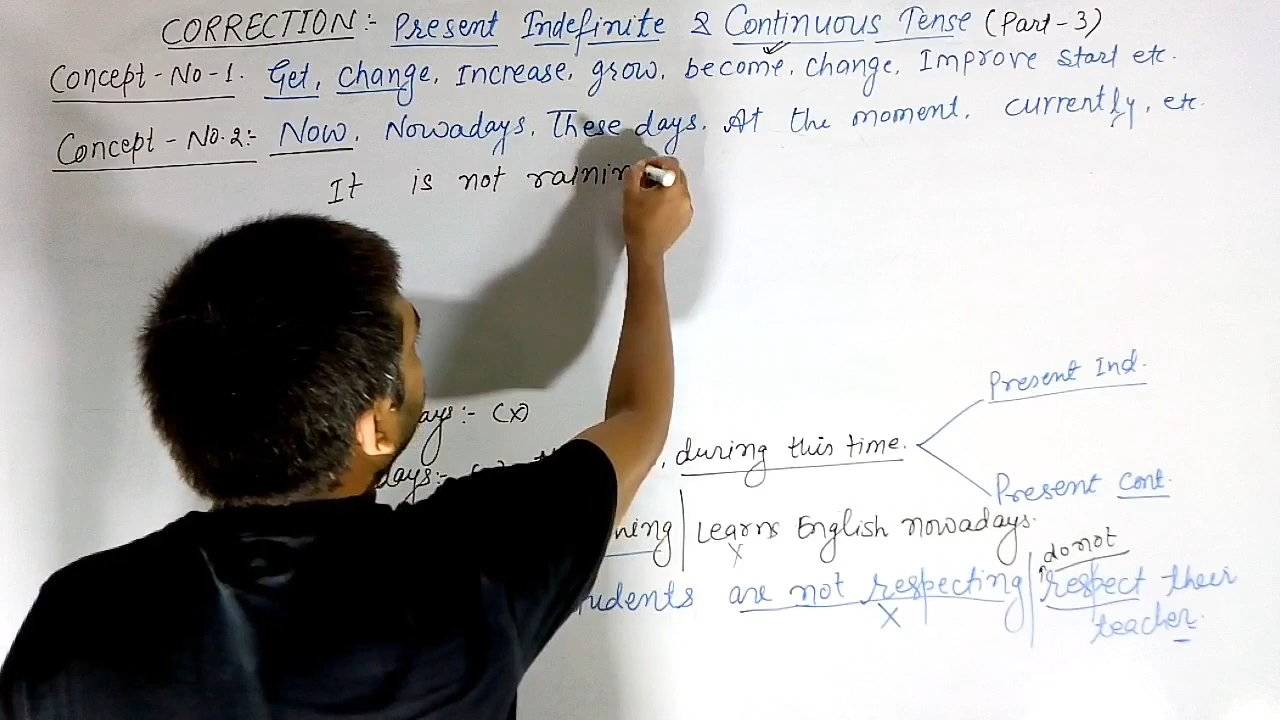 CORRECTION:- Present Indefinite & Continuous Tense (Part-3)
Concept-No-1. Get, change, Increase, grow, become, change, Improve start etc.
Concept-No.2:- Now, Nowadays, These days, At the moment, currently, etc.
It is not rainin
Present Ind.
ays:- (x)
days:- , during this time.
Present Cont.
ning | Learns English nowadays.
x
do not
udents are not respecting | respect their
x
teacher